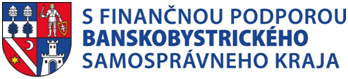 S FINANČNOU PODPOROU
BANSKOBYSTRICKÉHO
SAMOSPRÁVNEHO KRAJA